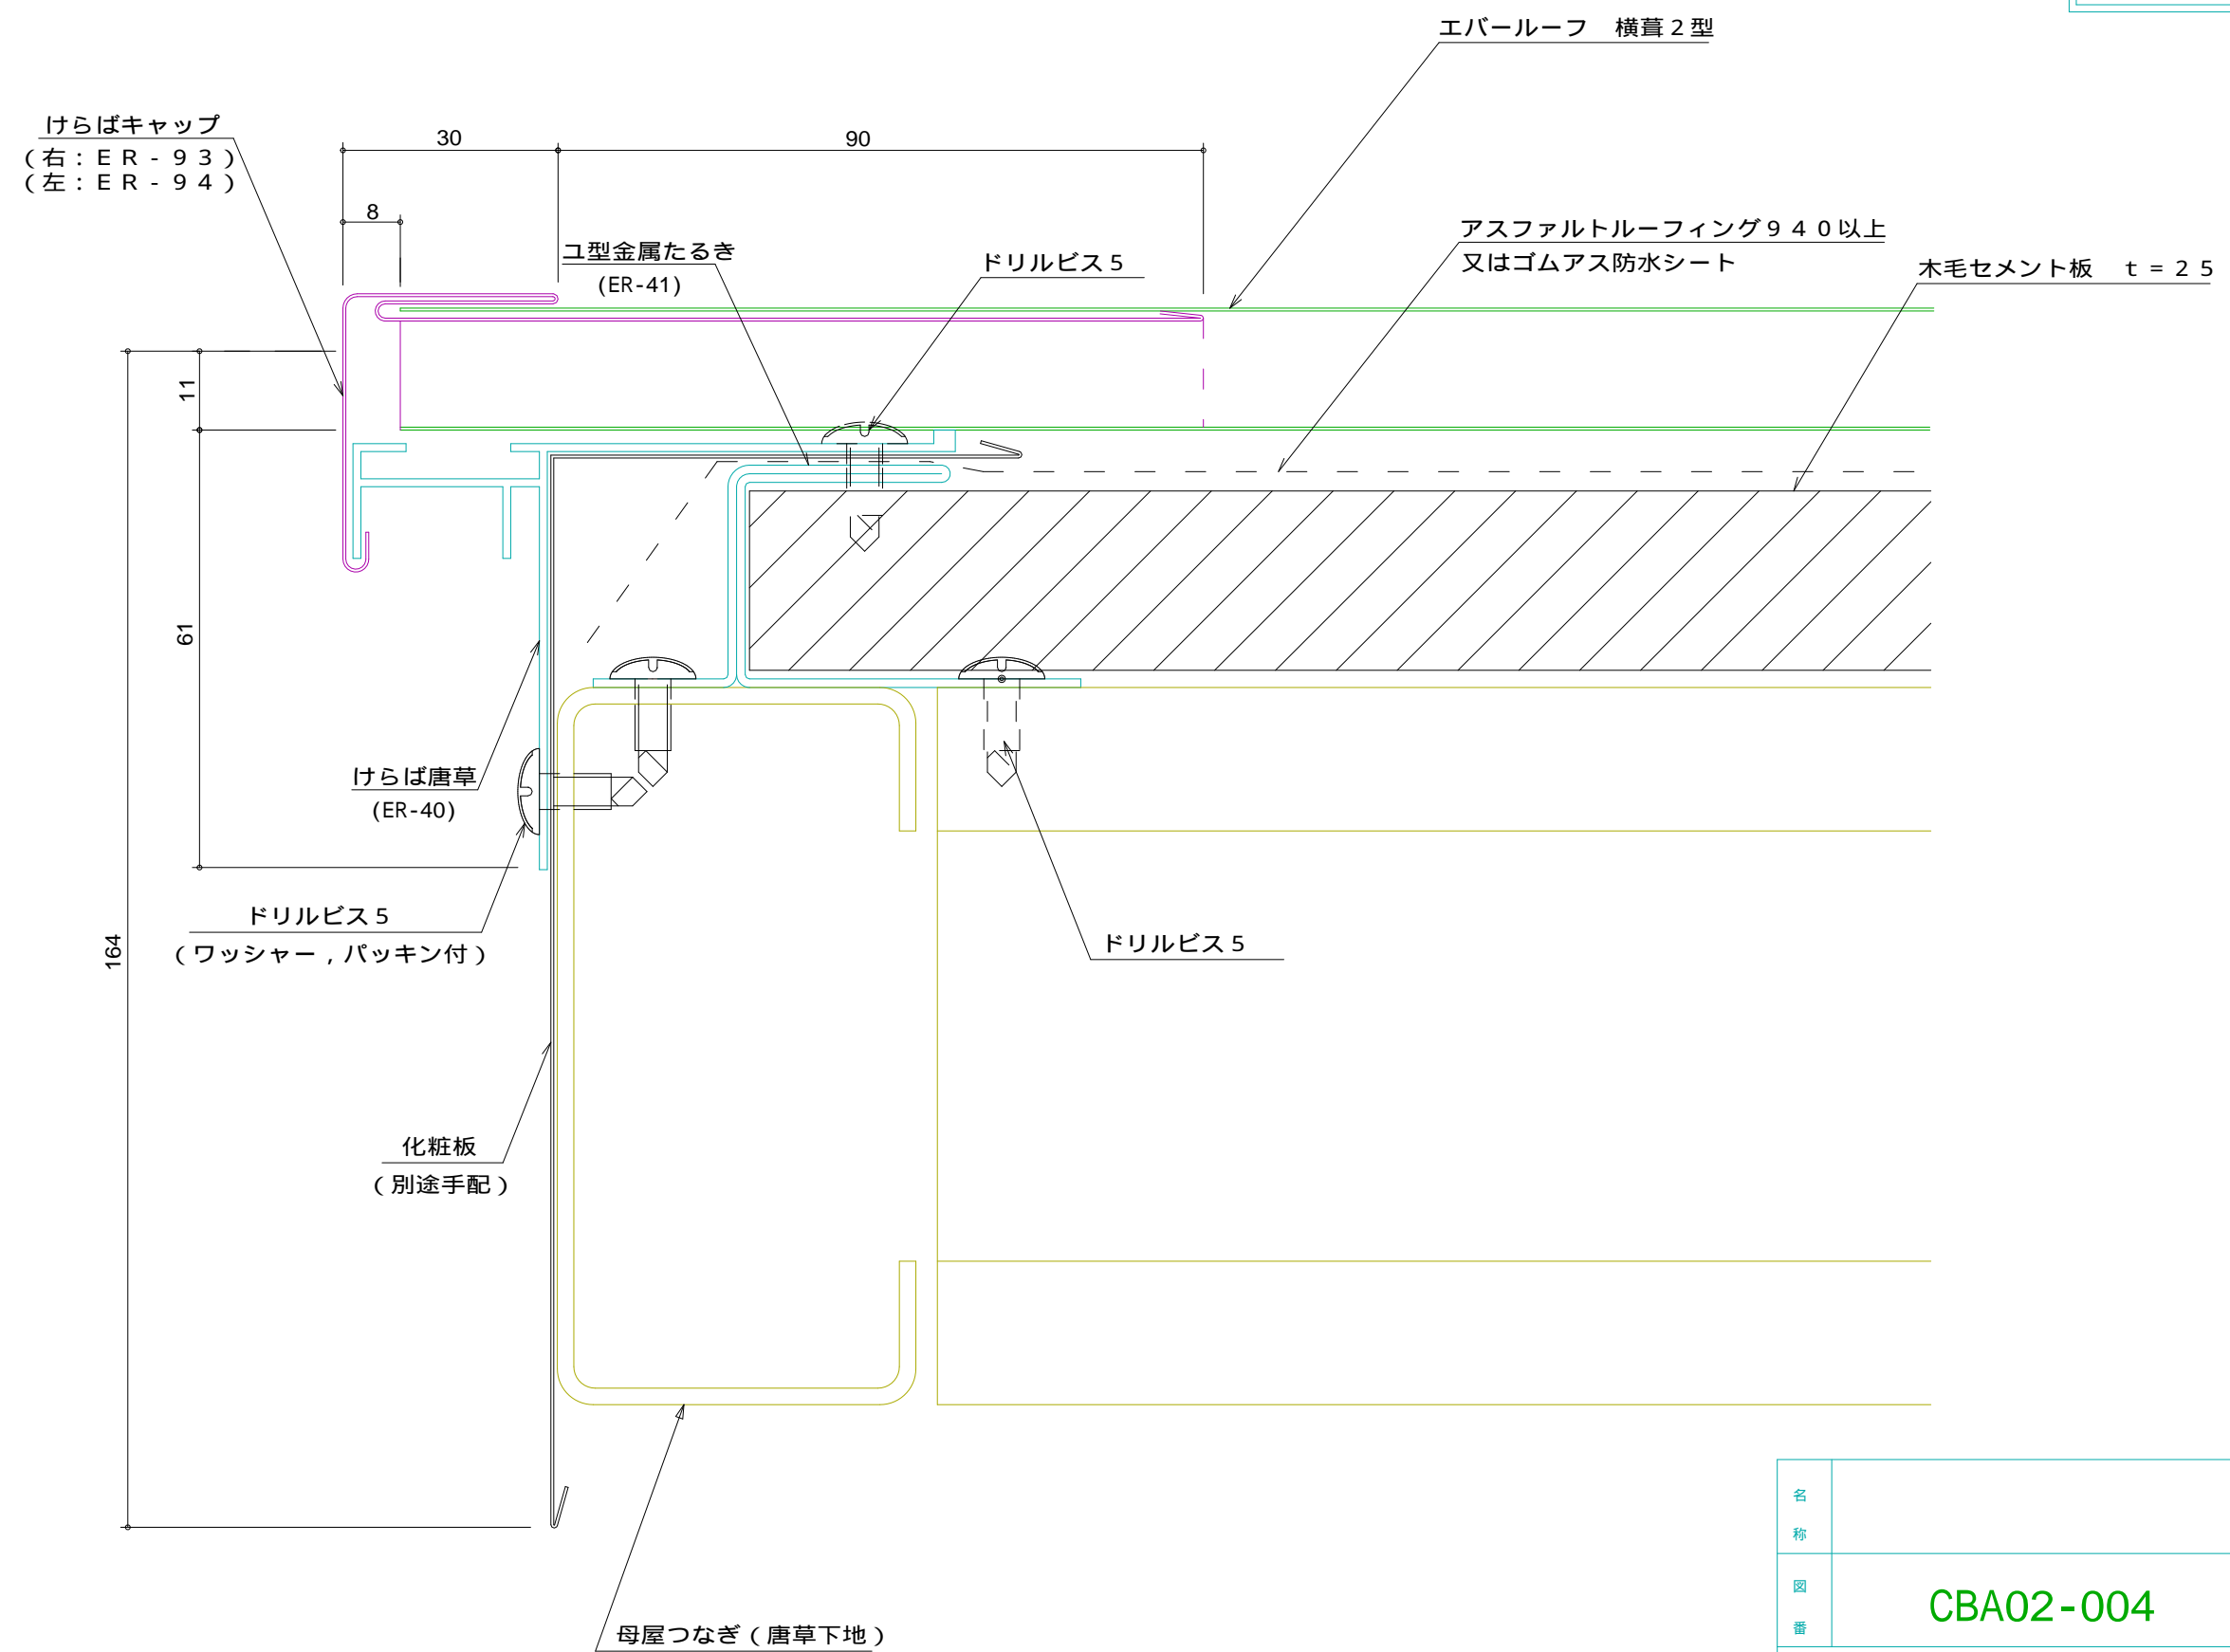 エバールーフ　横葺２型
けらばキャップ
（右：ＥＲ‐９３）
（左：ＥＲ‐９４）
30
90
8
ユ型金属たるき
(ER-41)
ドリルビス５
アスファルトルーフィング９４０以上
又はゴムアス防水シート
木毛セメント板　ｔ＝２５
11
61
164
けらば唐草
(ER-40)
ドリルビス５
（ワッシャー，パッキン付）
ドリルビス５
化粧板
（別途手配）
母屋つなぎ（唐草下地）
名称
図番
CBA02-004